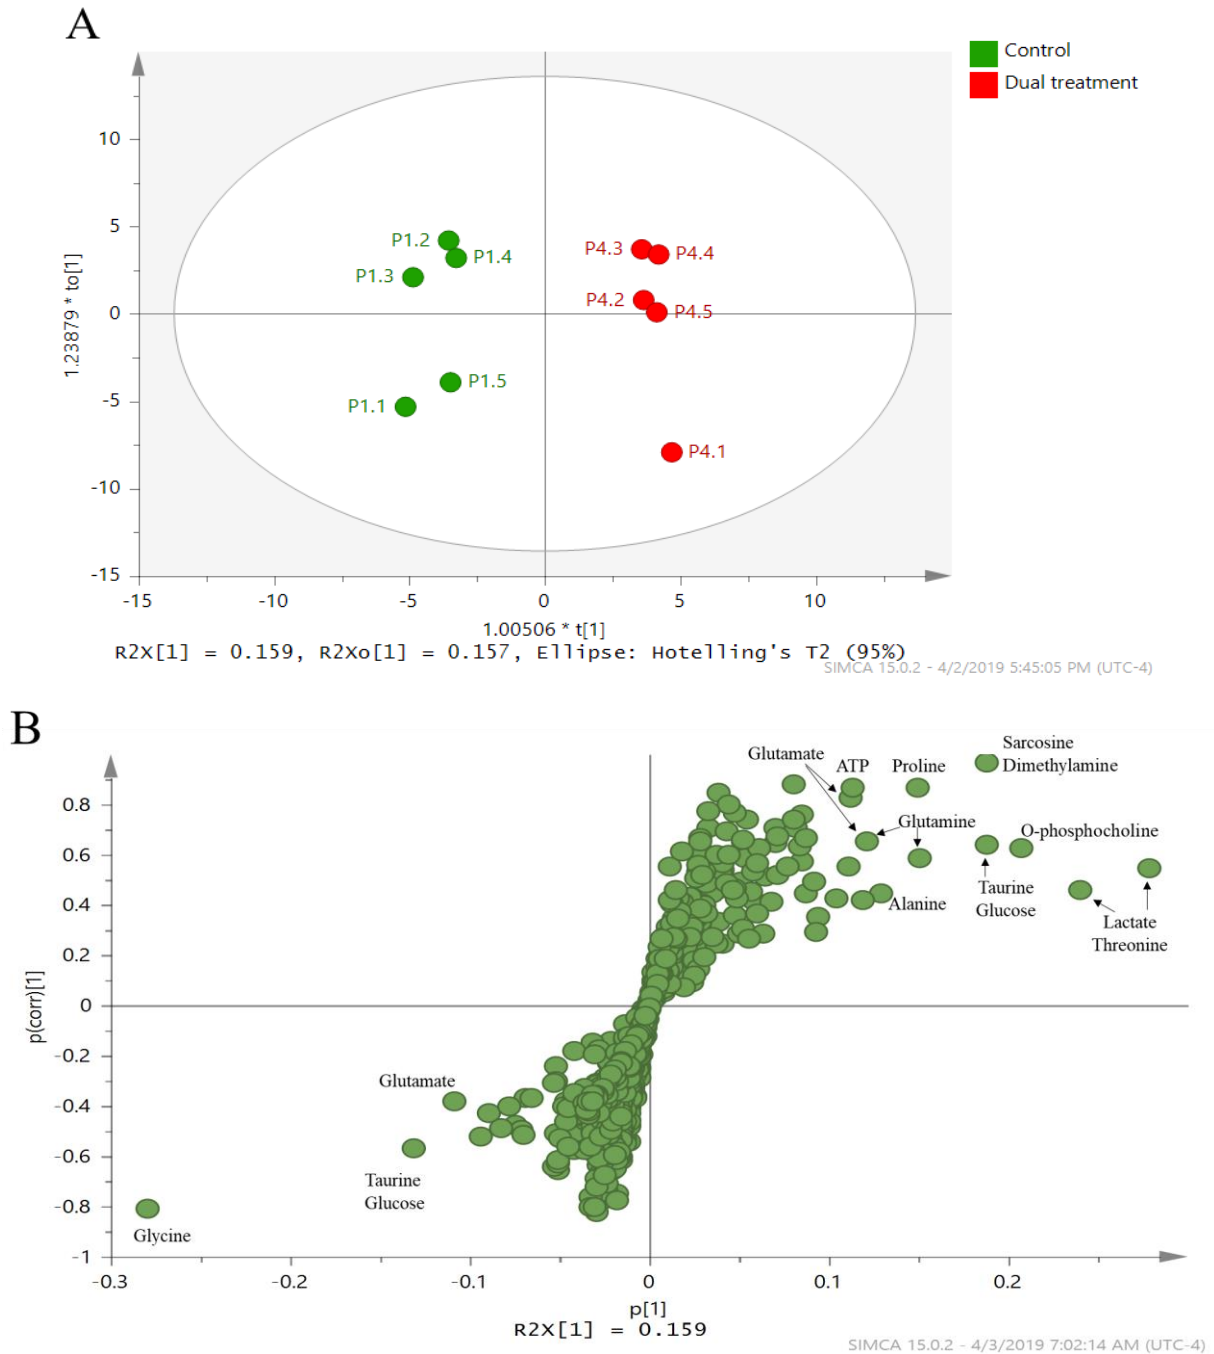 A
Control
Dual treatment
10
5
0
-5
-10
-15
1.23879 * to[1]
P1.2
P1.4
P1.3
P1.5
P1.1
P4.3
P4.4
P4.2
P4.5
P4.1
-15
-10
-5
0
5
10
1.00506 * t[1]
R2X[1] = 0.159, R2Xo[1] = 0.157, Ellipse: Hotelling's T2 (95%)
SIMCA 15.0.2 - 4/2/2019 5:45:05 PM (UTC-4)
B
Sarcosine
Dimethylamine
Glutamate
ATP
Proline
Glutamine
O-phosphocholine
Alanine
Taurine
Glucose
Lactate
Threonine
0.8
0.6
0.4
0.2
0
-0.2
-0.4
-0.6
-0.8
-1
p(corr)[1]
Glutamate
Taurine
Glucose
Glycine
-0.3
-0.2
-0.1
0
0.1
0.2
p[1]
R2X[1] = 0.159
SIMCA 15.0.2 - 4/3/2019 7:02:14 AM (UTC-4)